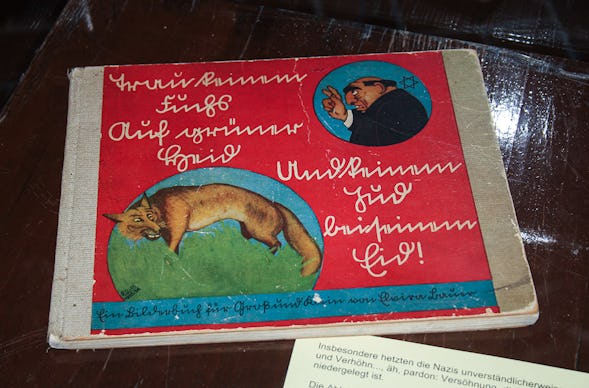 Trau keinem
Fuchs
Auf grüner
Heid
Und keinem
Jud
bei seinem
Eid!
Ein Bilderbuch für Groß und Klein von Elvira Bauer
Insbesondere hetzten die Nazis unverständlicherwei
und Verhöhn..., äh, pardon: Versöhnung,
niedergelegt ist.